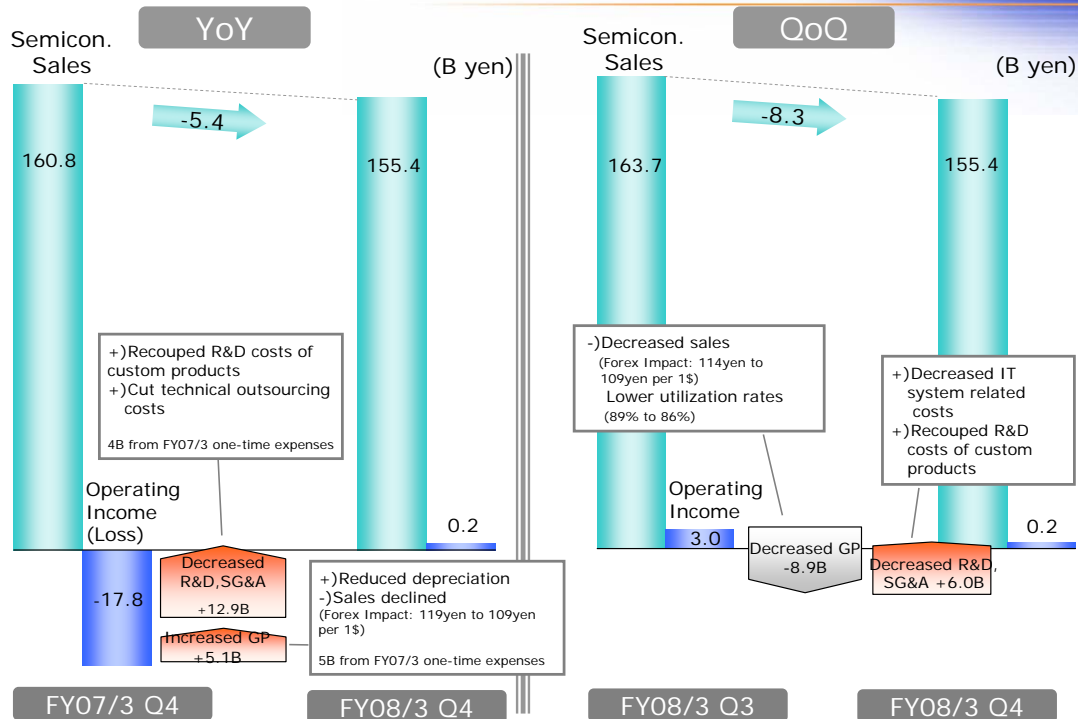 YoY
Semicon.
Sales
(B yen)
-5.4
160.8
155.4
+)Recouped R&D costs of
custom products
+)Cut technical outsourcing
costs
4B from FY07/3 one-time expenses
Operating
Income
(Loss)
0.2
-17.8
Decreased
R&D,SG&A
+12.9B
Increased GP
+5.1B
+)Reduced depreciation
-)Sales declined
(Forex Impact: 119yen to 109yen
per 1$)
5B from FY07/3 one-time expenses
FY07/3 Q4
FY08/3 Q4
QoQ
Semicon.
Sales
(B yen)
-8.3
163.7
155.4
-)Decreased sales
(Forex Impact: 114yen to
109yen per 1$)
Lower utilization rates
(89% to 86%)
+)Decreased IT
system related
costs
+)Recouped R&D
costs of custom
products
Operating
Income
3.0
0.2
Decreased GP
-8.9B
Decreased R&D,
SG&A +6.0B
FY08/3 Q3
FY08/3 Q4